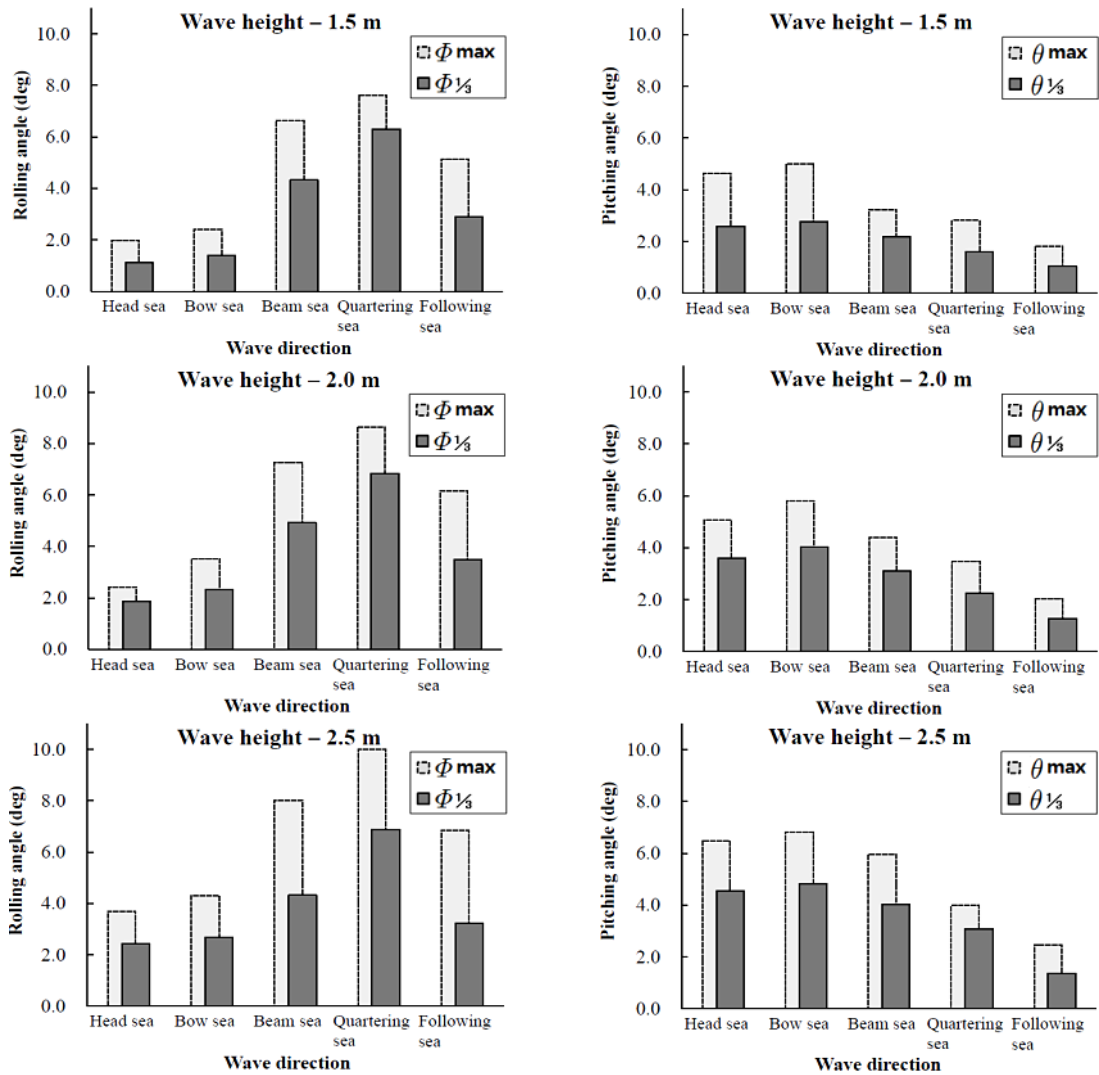 Wave height – 1.5 m
Rolling angle (deg)
10.0
8.0
6.0
4.0
2.0
0.0
Φ max
Φ ⅓
Head sea Bow sea Beam sea Quartering sea Following sea
Wave direction
Wave height – 1.5 m
Pitching angle (deg)
10.0
8.0
6.0
4.0
2.0
0.0
θ max
θ ⅓
Head sea Bow sea Beam sea Quartering sea Following sea
Wave direction
Wave height – 2.0 m
Rolling angle (deg)
10.0
8.0
6.0
4.0
2.0
0.0
Φ max
Φ ⅓
Head sea Bow sea Beam sea Quartering sea Following sea
Wave direction
Wave height – 2.0 m
Pitching angle (deg)
10.0
8.0
6.0
4.0
2.0
0.0
θ max
θ ⅓
Head sea Bow sea Beam sea Quartering sea Following sea
Wave direction
Wave height – 2.5 m
Rolling angle (deg)
10.0
8.0
6.0
4.0
2.0
0.0
Φ max
Φ ⅓
Head sea Bow sea Beam sea Quartering sea Following sea
Wave direction
Wave height – 2.5 m
Pitching angle (deg)
10.0
8.0
6.0
4.0
2.0
0.0
θ max
θ ⅓
Head sea Bow sea Beam sea Quartering sea Following sea
Wave direction